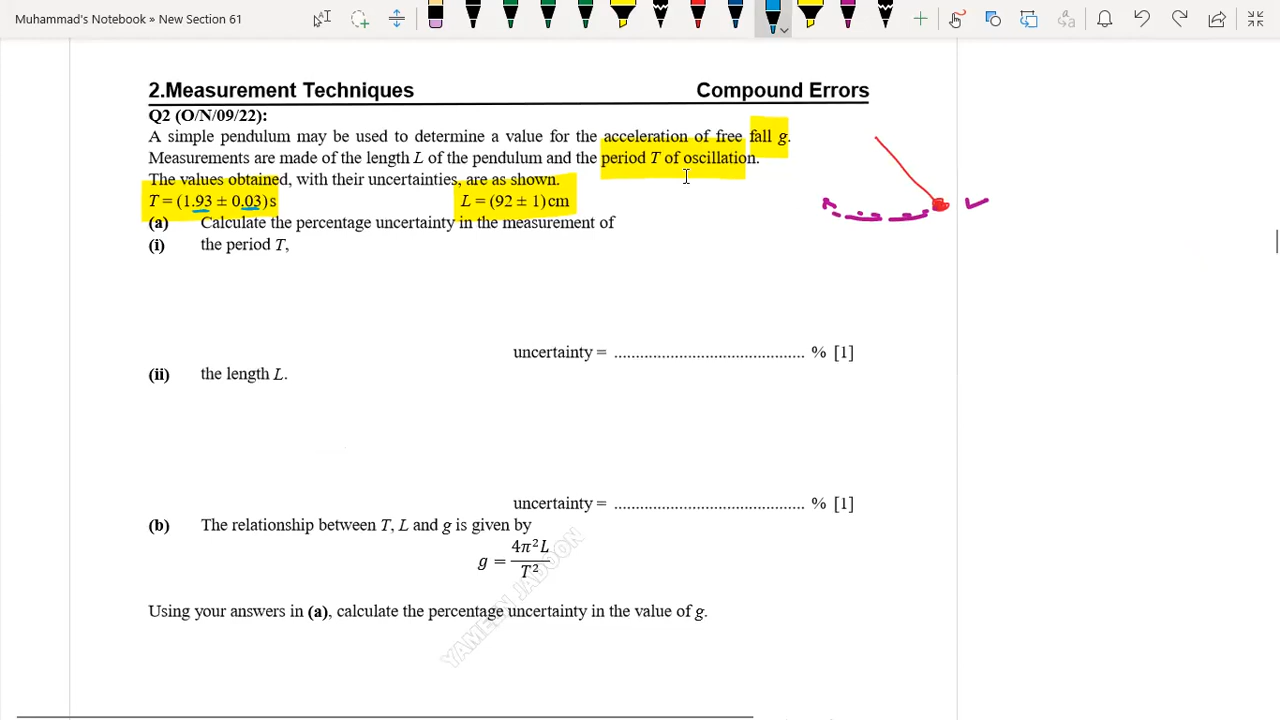 Muhammad's Notebook » New Section 61
2.Measurement Techniques Compound Errors
Q2 (O/N/09/22):
A simple pendulum may be used to determine a value for the acceleration of free fall g.
Measurements are made of the length L of the pendulum and the period T of oscillation.
The values obtained, with their uncertainties, are as shown.
T = (1.93 ± 0.03) s L = (92 ± 1) cm
(a) Calculate the percentage uncertainty in the measurement of
(i) the period T,
uncertainty = ............................................ % [1]
(ii) the length L.
uncertainty = ............................................ % [1]
(b) The relationship between T, L and g is given by
g = 4π²L / T²
Using your answers in (a), calculate the percentage uncertainty in the value of g.
YAMEEN JADOON